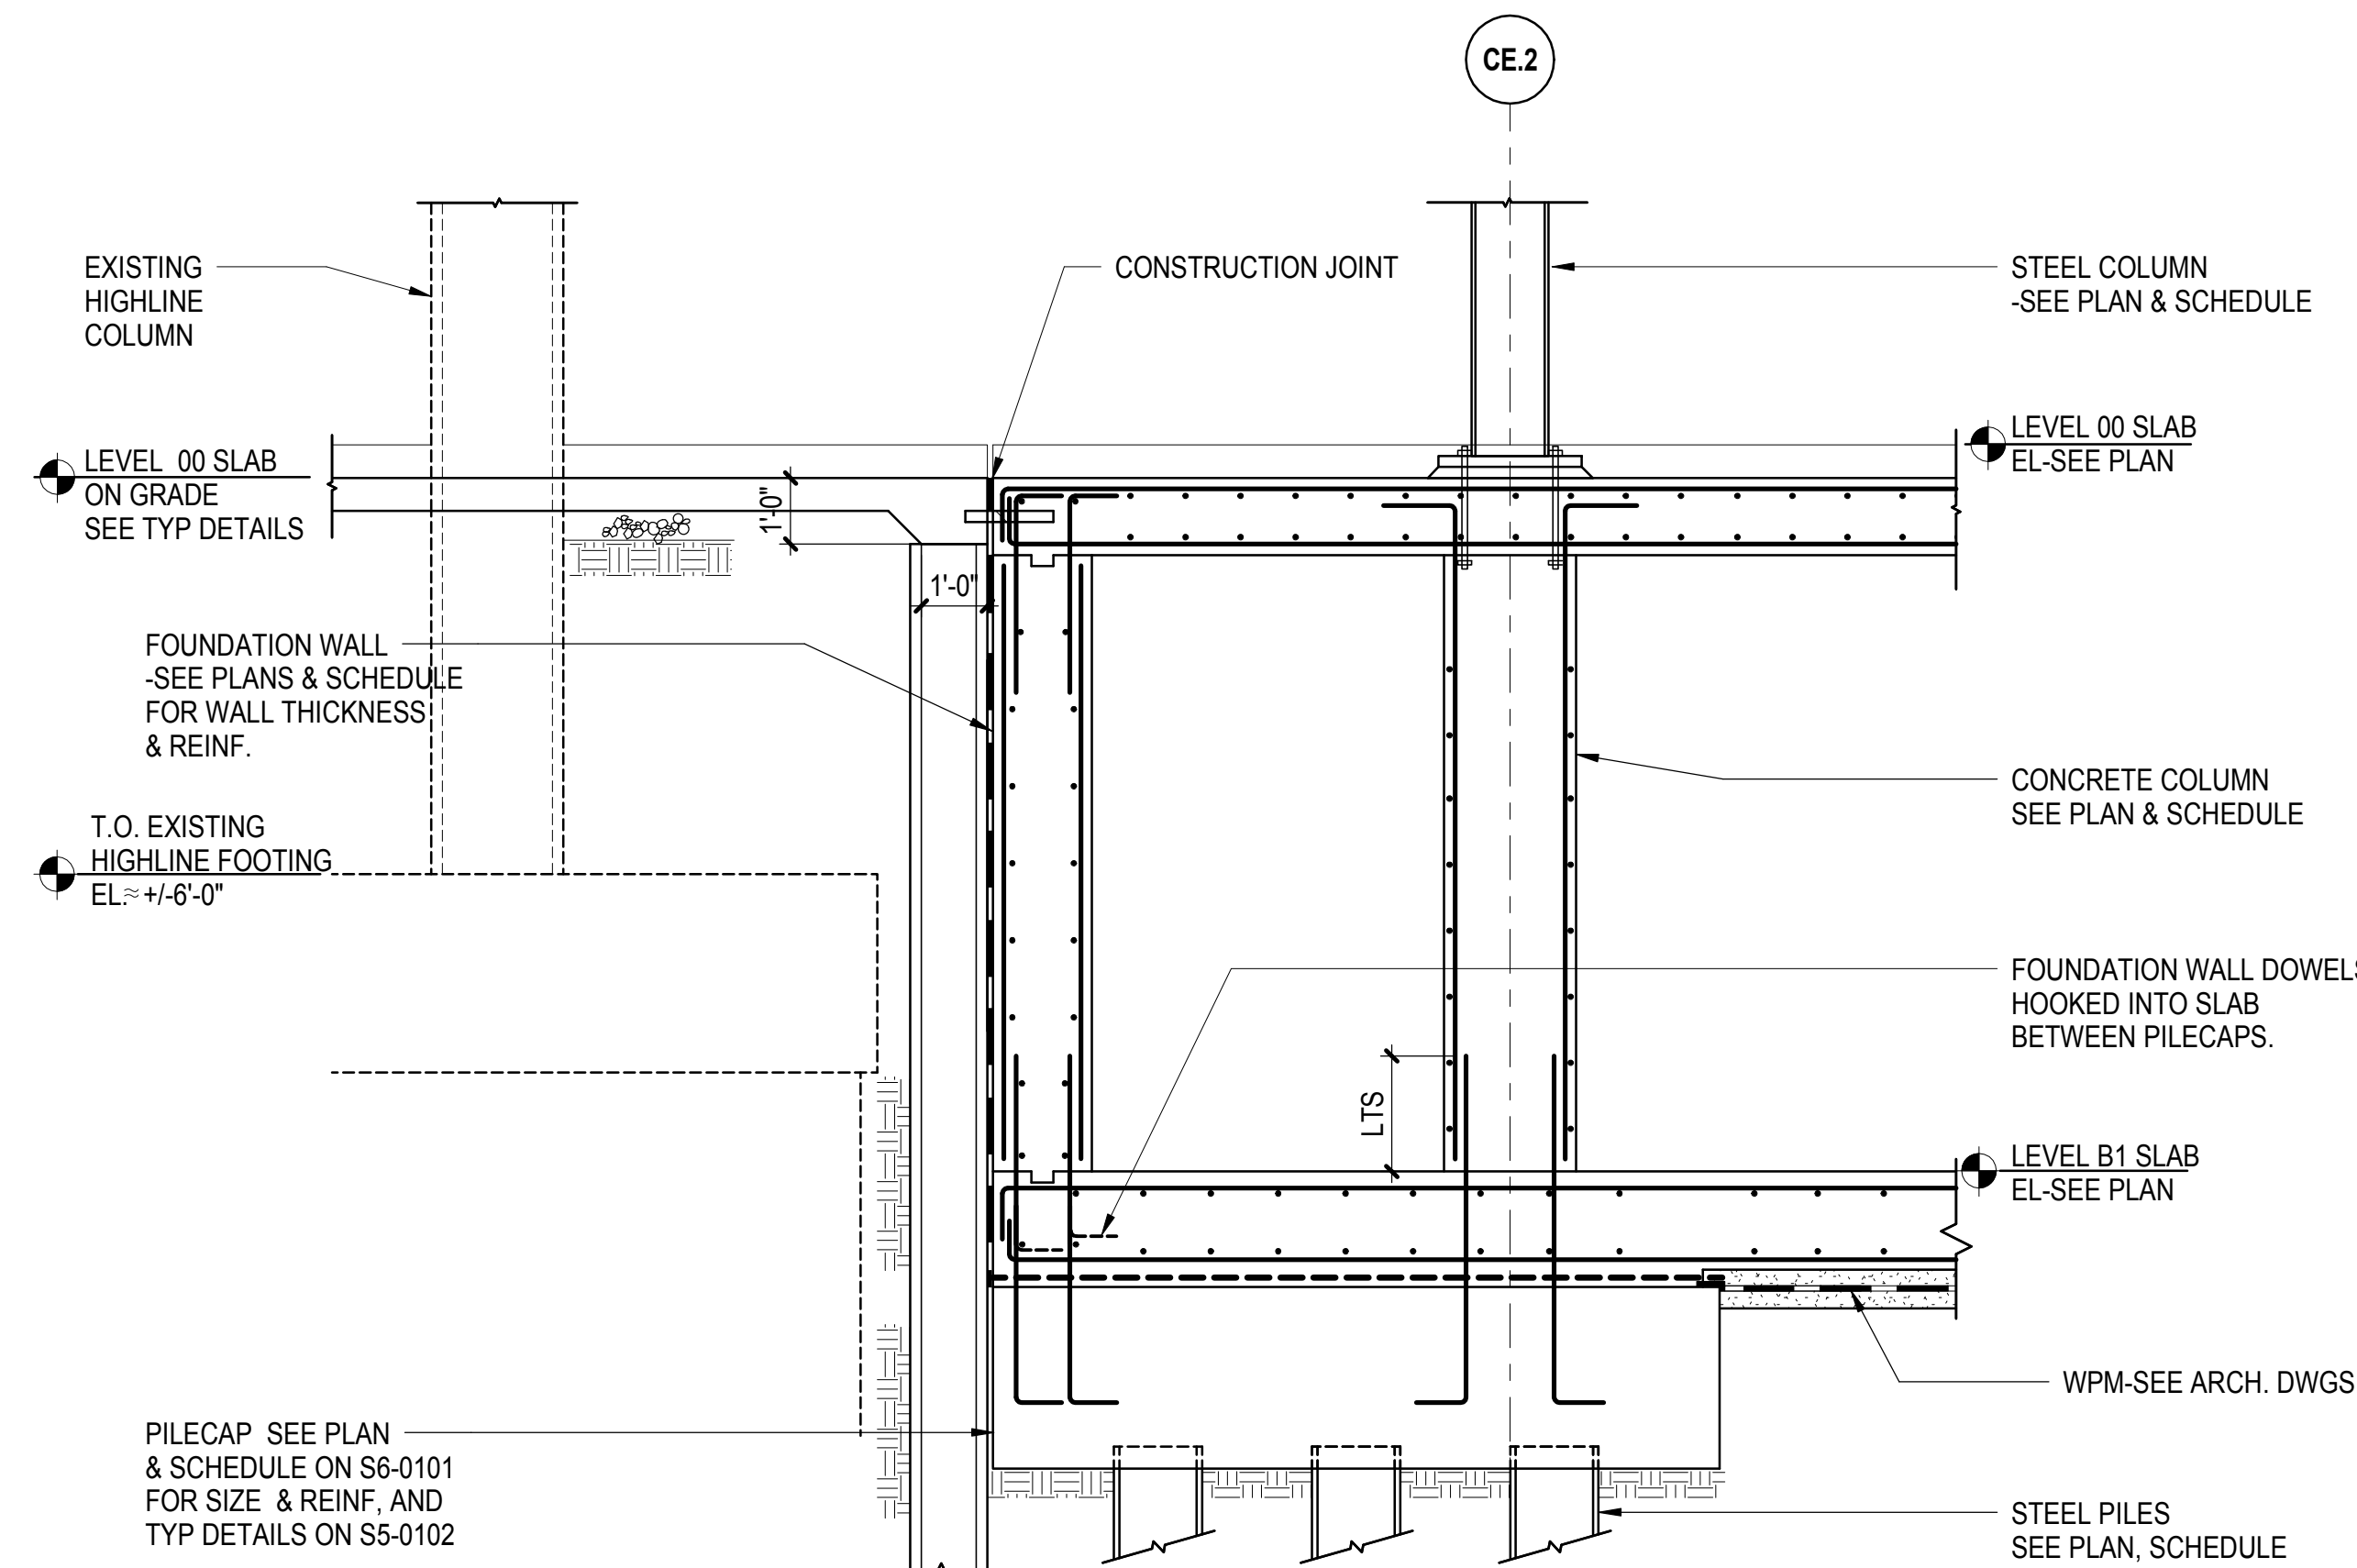 CE.2
EXISTING
HIGHLINE
COLUMN
CONSTRUCTION JOINT
STEEL COLUMN
-SEE PLAN & SCHEDULE
LEVEL 00 SLAB
ON GRADE
SEE TYP DETAILS
1'-0"
LEVEL 00 SLAB
EL-SEE PLAN
1'-0"
FOUNDATION WALL
-SEE PLANS & SCHEDULE
FOR WALL THICKNESS
& REINF.
CONCRETE COLUMN
SEE PLAN & SCHEDULE
T.O. EXISTING
HIGHLINE FOOTING
EL.≈ +/-6'-0"
FOUNDATION WALL DOWELS
HOOKED INTO SLAB
BETWEEN PILECAPS.
LTS
LEVEL B1 SLAB
EL-SEE PLAN
WPM-SEE ARCH. DWGS
PILECAP SEE PLAN
& SCHEDULE ON S6-0101
FOR SIZE & REINF, AND
TYP DETAILS ON S5-0102
STEEL PILES
SEE PLAN, SCHEDULE